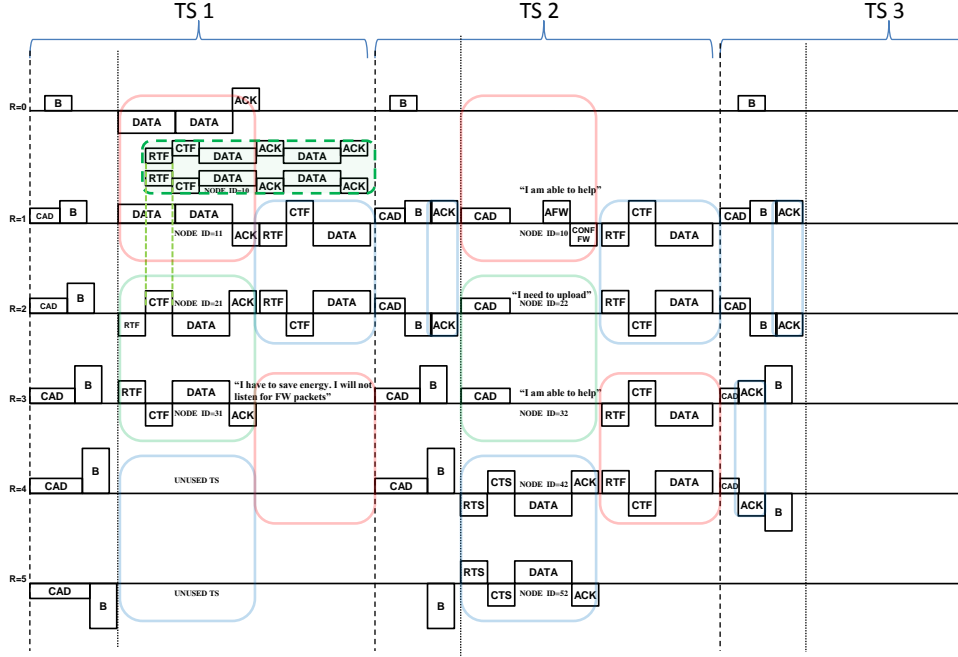 TS 1 TS 2 TS 3
R=0 B ACK B B
DATA DATA
CTF ACK ACK
RTF DATA DATA
RTF DATA DATA
CTF NODE ID=10 ACK ACK
"I am able to help"
R=1 CAD B DATA DATA CTF CAD B ACK CAD AFW CTF CAD B ACK
NODE ID=11 ACK RTF DATA NODE ID=10 CONF FW RTF DATA
"I need to upload"
R=2 CAD B CTF NODE ID=21 ACK RTF DATA CAD CAD NODE ID=22 RTF DATA CAD
RTF DATA CTF B ACK CTF B ACK
"I have to save energy. I will not
listen for FW packets"
R=3 CAD B RTF DATA CAD B CAD "I am able to help" CTF CAD ACK B
CTF NODE ID=31 ACK NODE ID=32 RTF DATA
R=4 CAD B UNUSED TS CAD B CTS NODE ID=42 ACK RTF DATA CAD
RTS DATA CTF ACK B
RTS DATA
R=5 CAD B UNUSED TS B CTS NODE ID=52 ACK